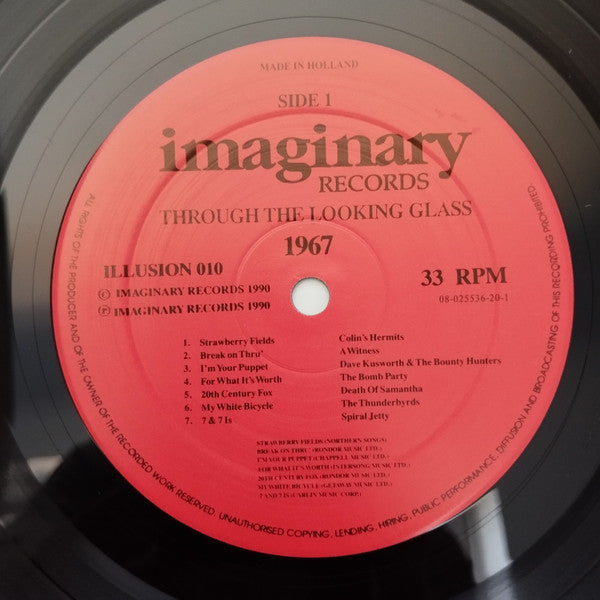 MADE IN HOLLAND
SIDE 1
imaginary
RECORDS
THROUGH THE LOOKING GLASS
1967
ILLUSION 010
33 RPM
© IMAGINARY RECORDS 1990
08-025536-20-1
℗ IMAGINARY RECORDS 1990
1. Strawberry Fields Colin's Hermits
2. Break on Thru' A Witness
3. I'm Your Puppet Dave Kusworth & The Bounty Hunters
4. For What It's Worth The Bomb Party
5. 20th Century Fox Death Of Samantha
6. My White Bicycle The Thunderbyrds
7. 7 & 7 Is Spiral Jetty
STRAWBERRY FIELDS (NORTHERN SONGS)
BREAK ON THRU' (RONDOR MUSIC LTD.)
I'M YOUR PUPPET (CHAPPELL MUSIC LTD.)
FOR WHAT IT'S WORTH (INTERSONG MUSIC LTD.)
20TH CENTURY FOX (RONDOR MUSIC LTD.)
MY WHITE BICYCLE (GETAWAY MUSIC LTD.)
7 AND 7 IS (CARLIN MUSIC CORP.)
ALL RIGHTS OF THE PRODUCER AND OF THE OWNER OF THE RECORDED WORK RESERVED. UNAUTHORISED COPYING, LENDING, HIRING, PUBLIC PERFORMANCE, DIFFUSION AND BROADCASTING OF THIS RECORDING PROHIBITED.